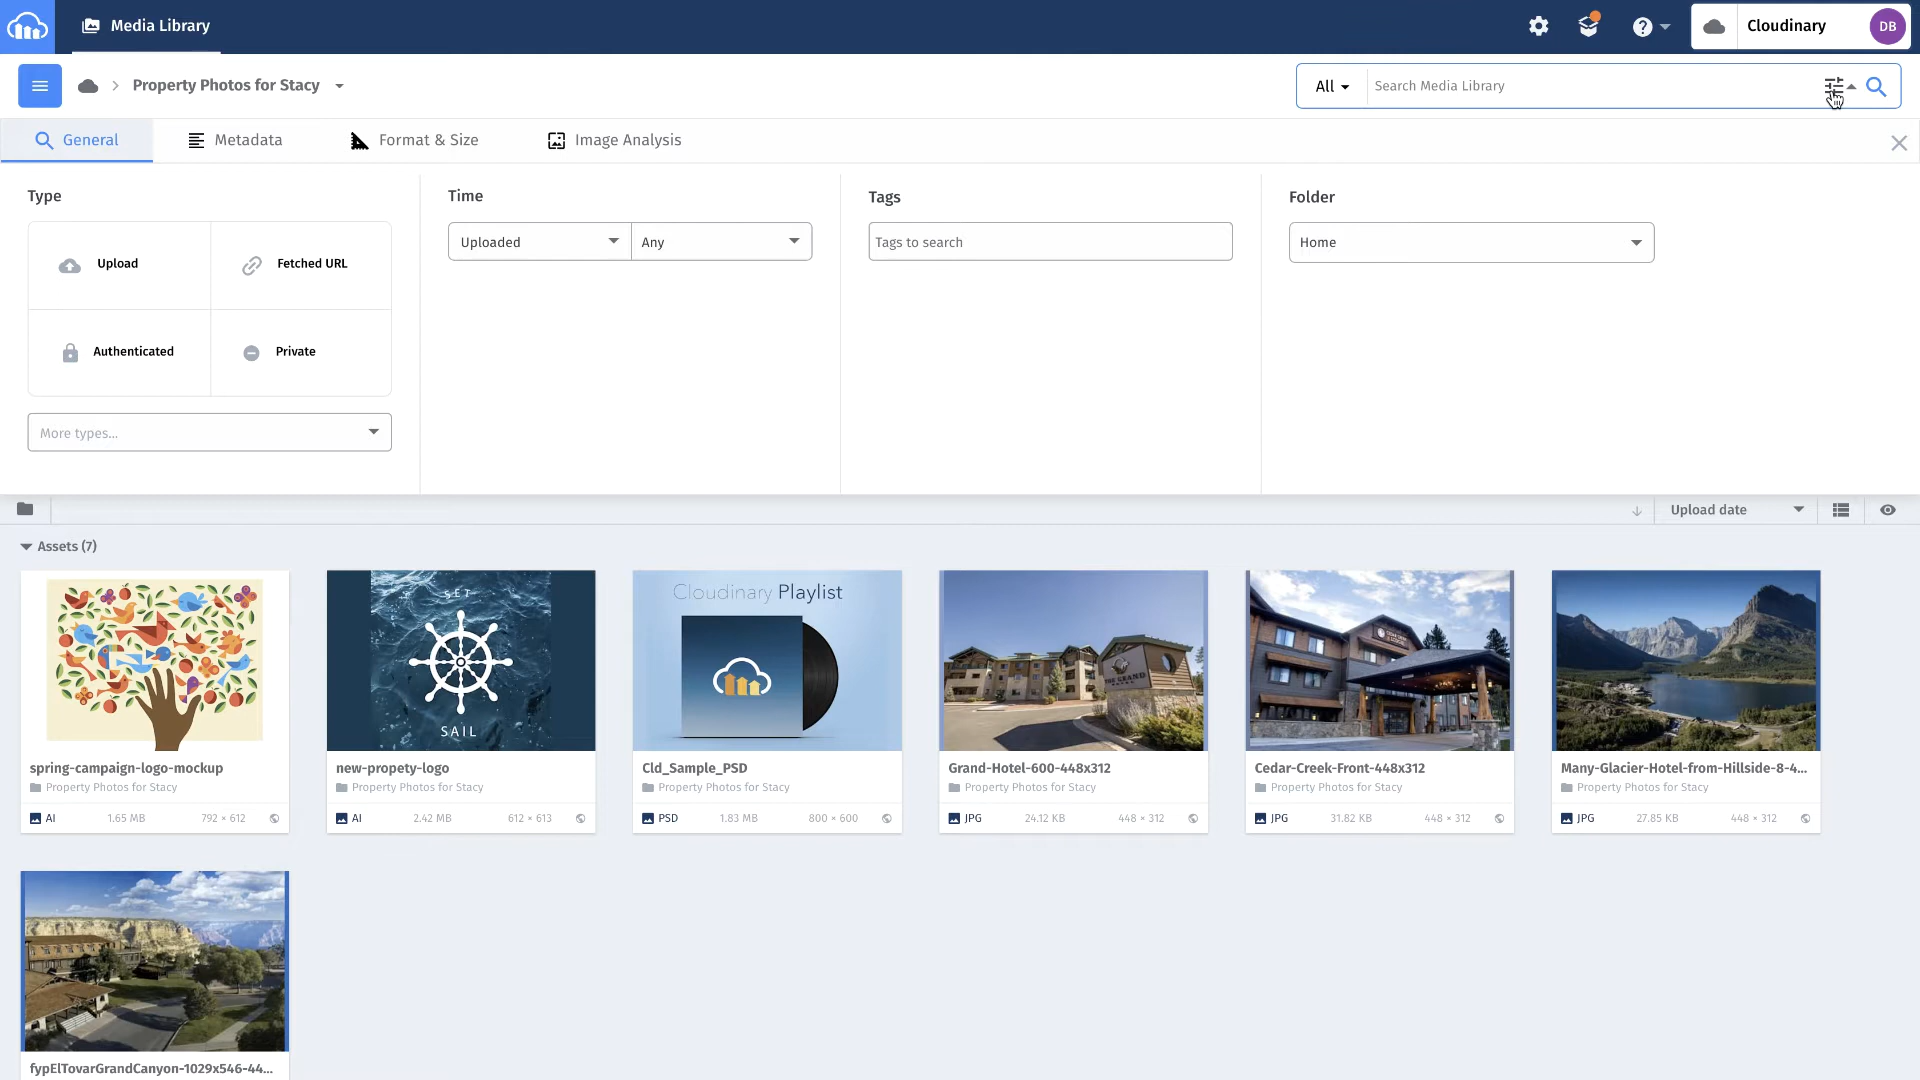 Media Library
Cloudinary
DB
Property Photos for Stacy
All
Search Media Library
General
Metadata
Format & Size
Image Analysis
Type
Time
Tags
Folder
Upload
Fetched URL
Uploaded
Any
Tags to search
Home
Authenticated
Private
More types...
Upload date
Assets (7)
SET
SAIL
Cloudinary Playlist
THE GRAND
spring-campaign-logo-mockup
Property Photos for Stacy
AI 1.65 MB 792 × 612
new-propety-logo
Property Photos for Stacy
AI 2.42 MB 612 × 613
Cld_Sample_PSD
Property Photos for Stacy
PSD 1.83 MB 800 × 600
Grand-Hotel-600-448x312
Property Photos for Stacy
JPG 24.12 KB 448 × 312
Cedar-Creek-Front-448x312
Property Photos for Stacy
JPG 31.82 KB 448 × 312
Many-Glacier-Hotel-from-Hillside-8-4...
Property Photos for Stacy
JPG 27.85 KB 448 × 312
fypElTovarGrandCanyon-1029x546-44...